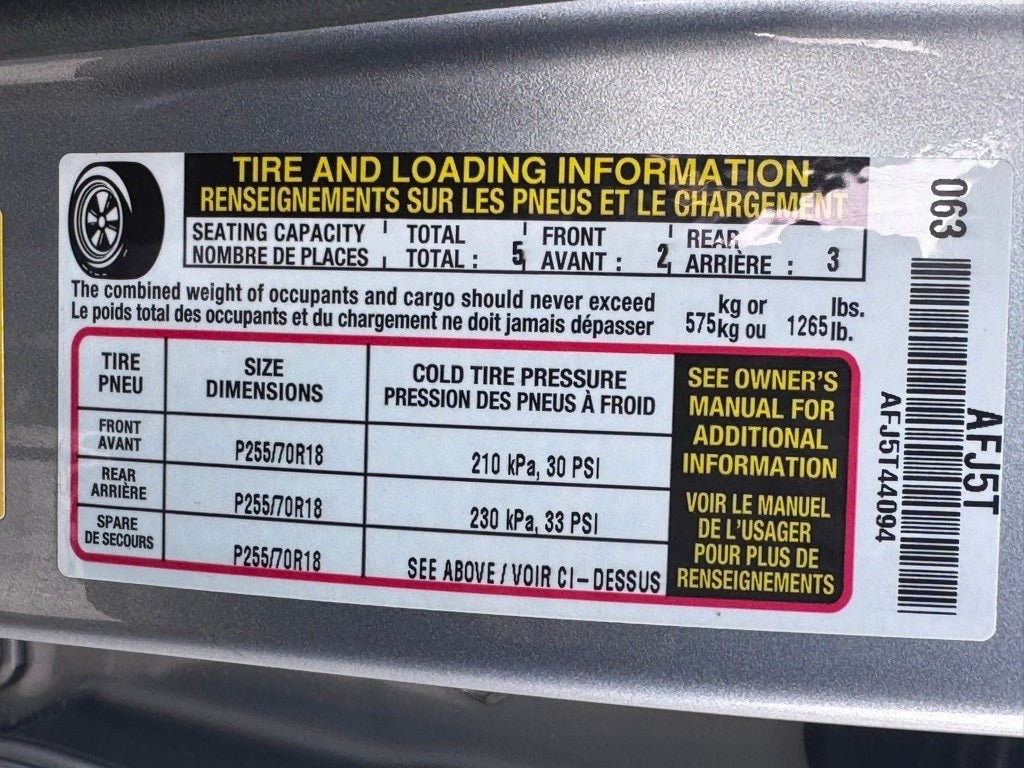 TIRE AND LOADING INFORMATION
RENSEIGNEMENTS SUR LES PNEUS ET LE CHARGEMENT
SEATING CAPACITY TOTAL FRONT REAR
NOMBRE DE PLACES TOTAL : 5 AVANT : 2 ARRIÈRE : 3
The combined weight of occupants and cargo should never exceed kg or lbs.
Le poids total des occupants et du chargement ne doit jamais dépasser 575 kg ou 1265 lb.
TIRE SIZE COLD TIRE PRESSURE
PNEU DIMENSIONS PRESSION DES PNEUS À FROID
FRONT
AVANT P255/70R18 210 kPa, 30 PSI
REAR
ARRIÈRE P255/70R18 230 kPa, 33 PSI
SPARE
DE SECOURS P255/70R18 SEE ABOVE / VOIR CI-DESSUS
SEE OWNER'S
MANUAL FOR
ADDITIONAL
INFORMATION
VOIR LE MANUEL
DE L'USAGER
POUR PLUS DE
RENSEIGNEMENTS
063
AFJ5T
AFJ5T44094